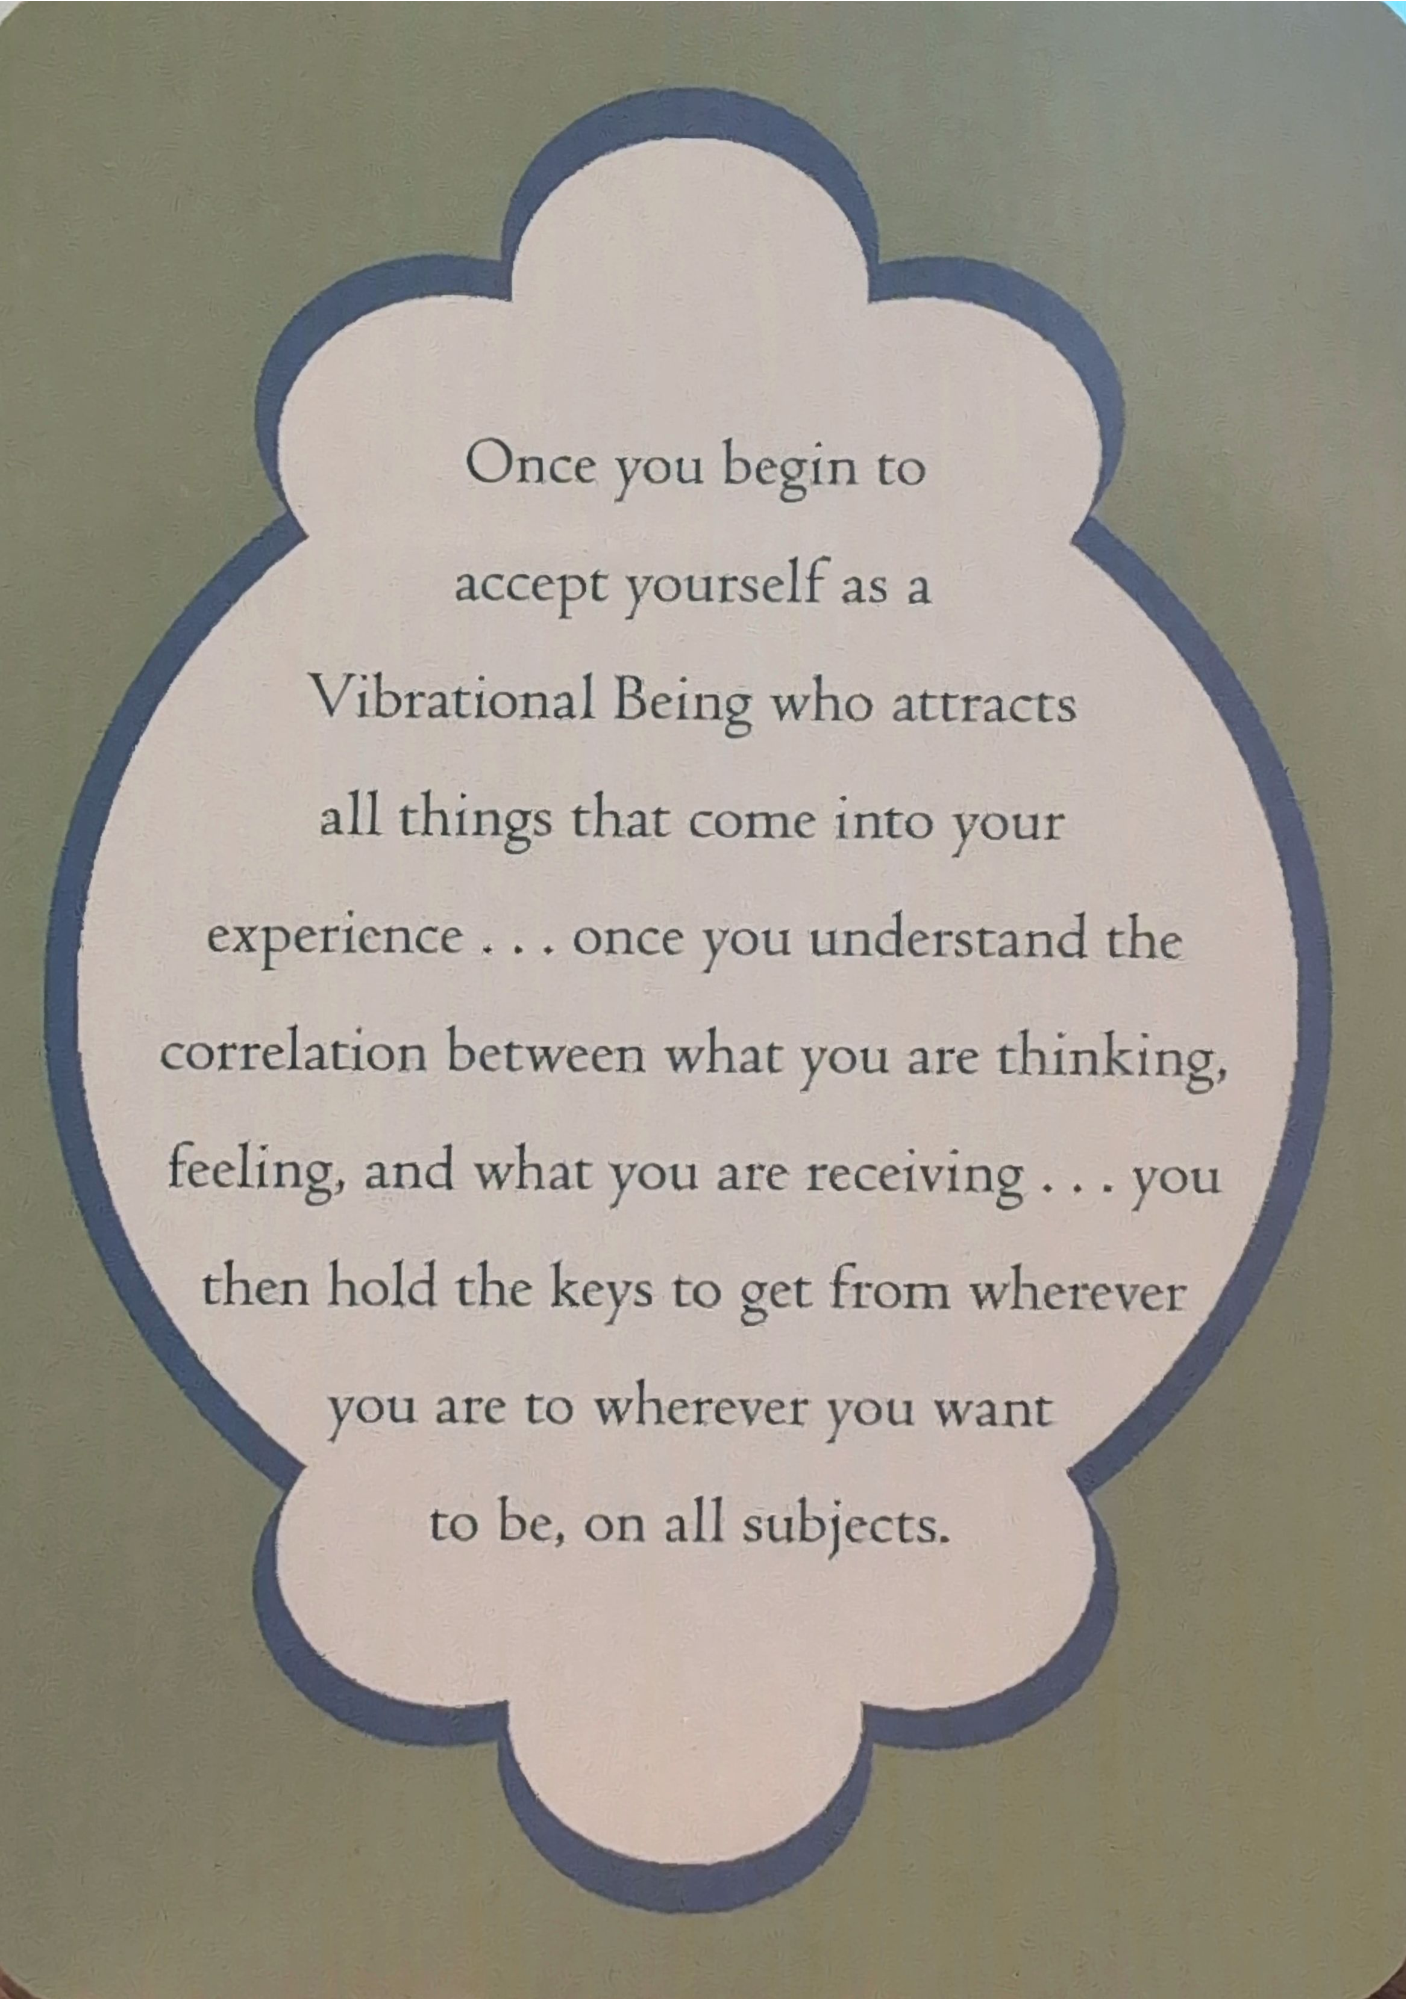 Once you begin to
accept yourself as a
Vibrational Being who attracts
all things that come into your
experience . . . once you understand the
correlation between what you are thinking,
feeling, and what you are receiving . . . you
then hold the keys to get from wherever
you are to wherever you want
to be, on all subjects.